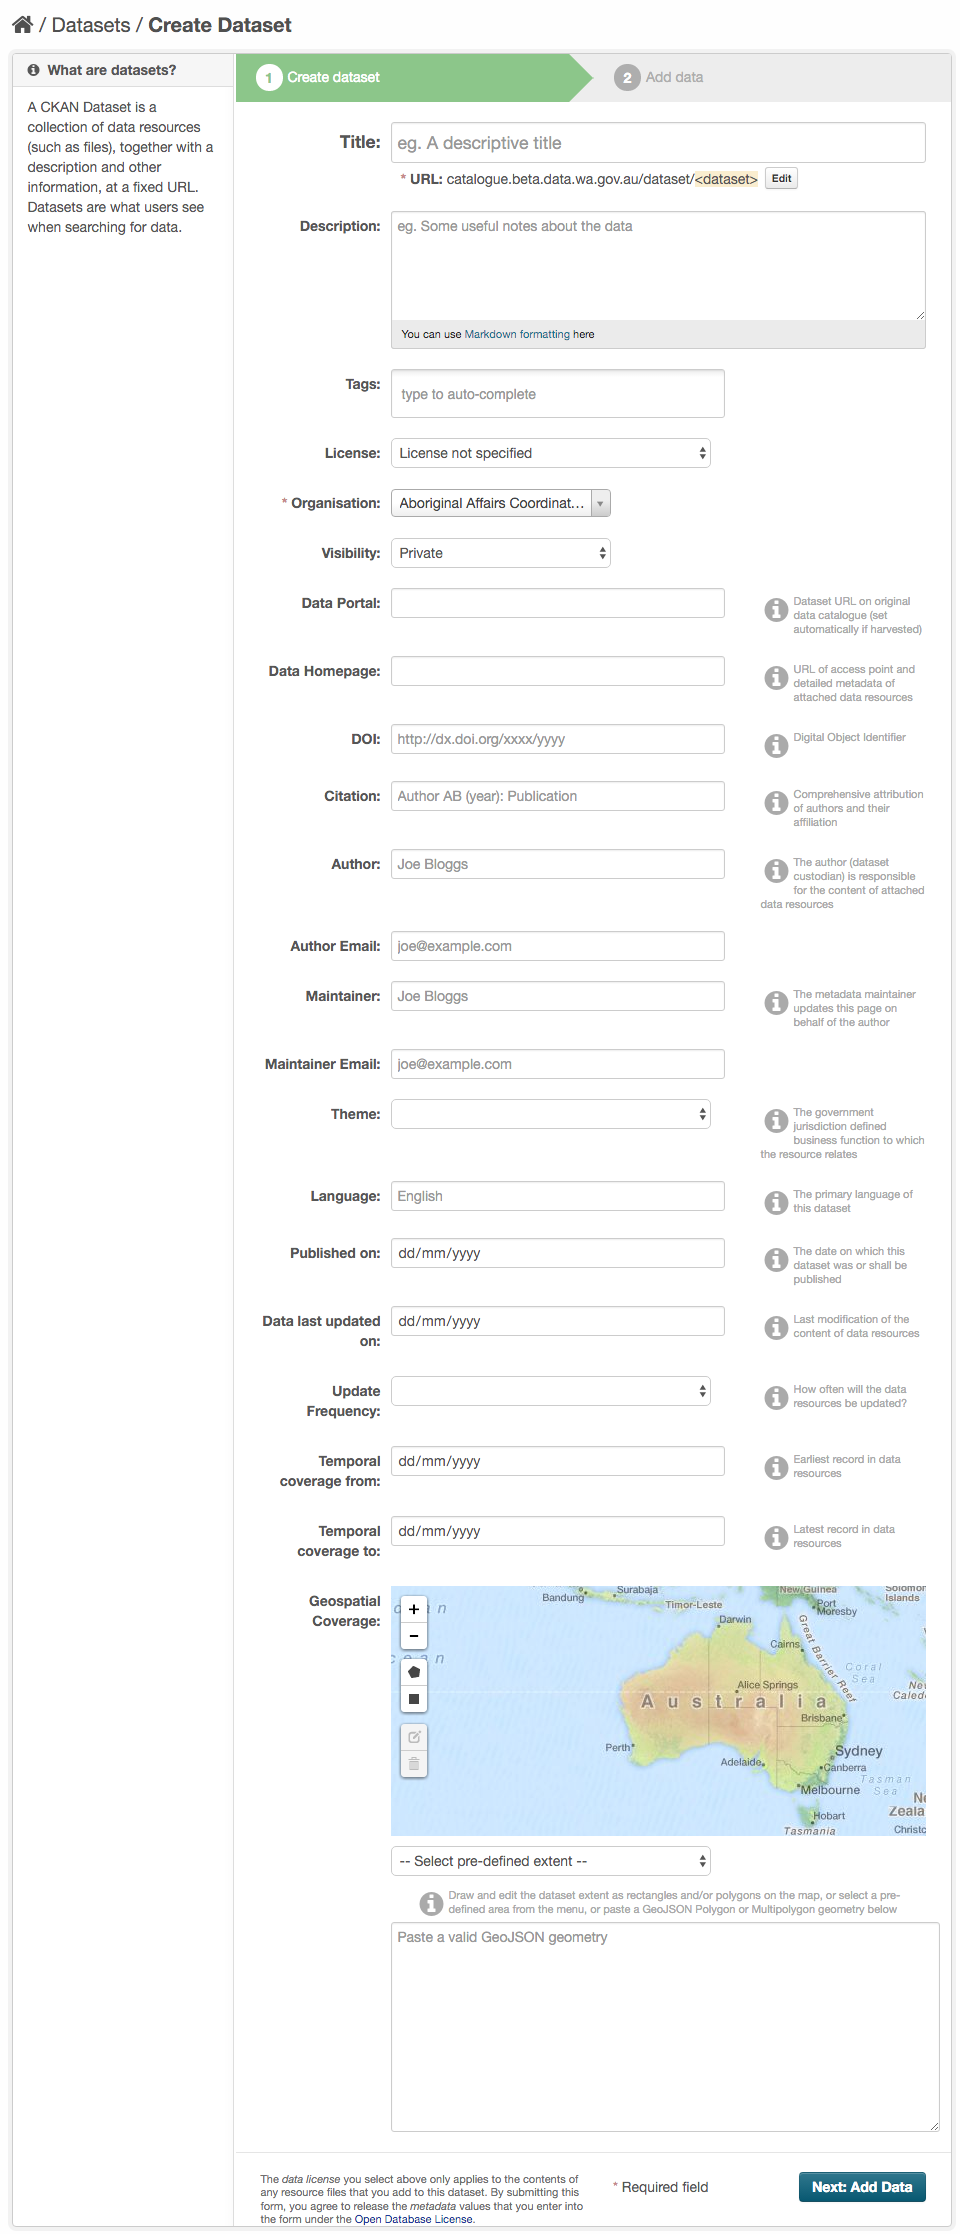 / Datasets / Create Dataset
What are datasets?
A CKAN Dataset is a
collection of data resources
(such as files), together with a
description and other
information, at a fixed URL.
Datasets are what users see
when searching for data.
1 Create dataset
2 Add data
Title: eg. A descriptive title
* URL: catalogue.beta.data.wa.gov.au/dataset/<dataset> Edit
Description: eg. Some useful notes about the data
You can use Markdown formatting here
Tags: type to auto-complete
License: License not specified
* Organisation: Aboriginal Affairs Coordinat...
Visibility: Private
Data Portal:
Dataset URL on original
data catalogue (set
automatically if harvested)
Data Homepage:
URL of access point and
detailed metadata of
attached data resources
DOI: http://dx.doi.org/xxxx/yyyy
Digital Object Identifier
Citation: Author AB (year): Publication
Comprehensive attribution
of authors and their
affiliation
Author: Joe Bloggs
The author (dataset
custodian) is responsible
for the content of attached
data resources
Author Email: joe@example.com
Maintainer: Joe Bloggs
The metadata maintainer
updates this page on
behalf of the author
Maintainer Email: joe@example.com
Theme:
The government
jurisdiction defined
business function to which
the resource relates
Language: English
The primary language of
this dataset
Published on: dd/mm/yyyy
The date on which this
dataset was or shall be
published
Data last updated
on:
dd/mm/yyyy
Last modification of the
content of data resources
Update
Frequency:
How often will the data
resources be updated?
Temporal
coverage from:
dd/mm/yyyy
Earliest record in data
resources
Temporal
coverage to:
dd/mm/yyyy
Latest record in data
resources
Geospatial
Coverage:
+
−
Bandung
Surabaja
Timor-Leste
New Guinea
Port
Moresby
Solomon
Islands
Darwin
Cairns
Great Barrier Reef
Coral
Sea
Alice Springs
Australia
Brisbane
Perth
Adelaide
Sydney
Canberra
Melbourne
Tasman
Sea
Hobart
Tasmania
-- Select pre-defined extent --
Draw and edit the dataset extent as rectangles and/or polygons on the map, or select a pre-
defined area from the menu, or paste a GeoJSON Polygon or Multipolygon geometry below
Paste a valid GeoJSON geometry
The data license you select above only applies to the contents of
any resource files that you add to this dataset. By submitting this
form, you agree to release the metadata values that you enter into
the form under the Open Database License.
* Required field
Next: Add Data